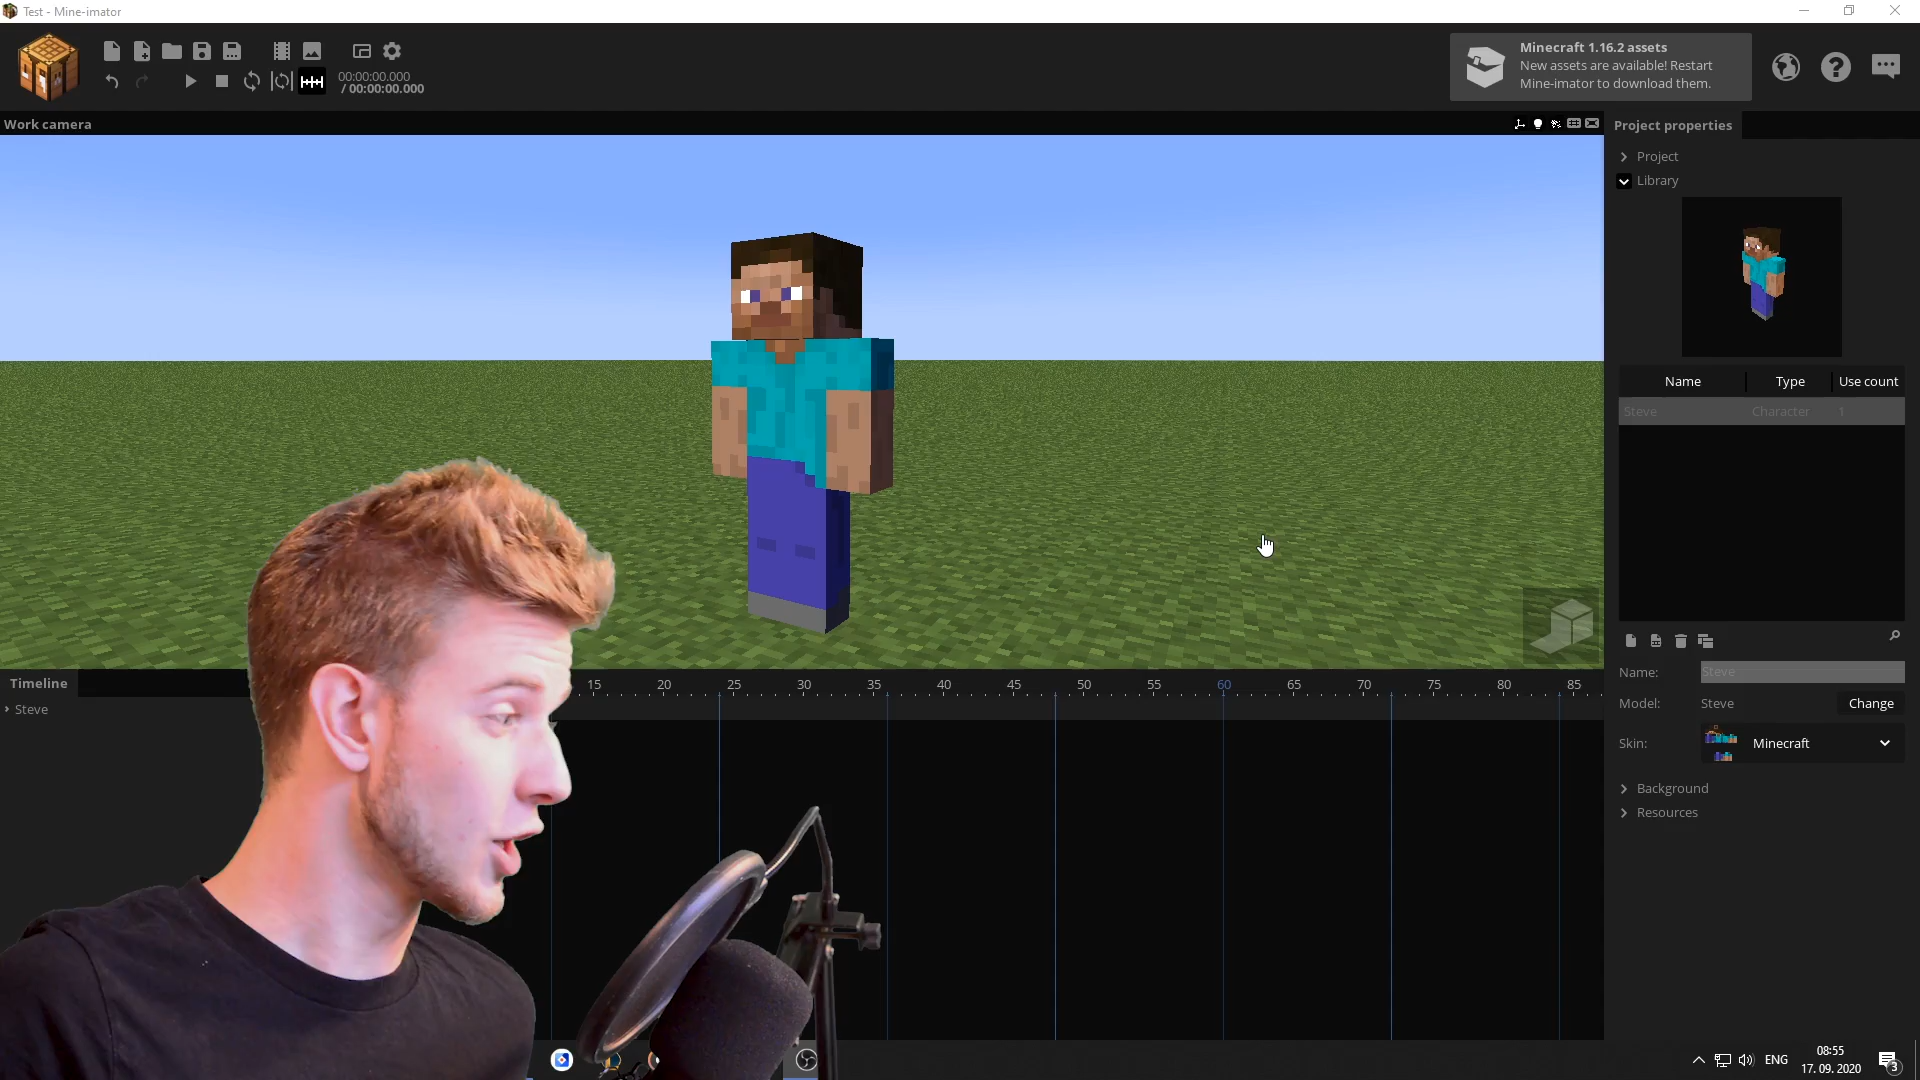 Test - Mine-imator
00:00:00.000
/ 00:00:00.000
Minecraft 1.16.2 assets
New assets are available! Restart
Mine-imator to download them.
Work camera
Project properties
Project
Library
Name Type Use count
Steve Character 1
Name: Steve
Model: Steve Change
Skin: Minecraft
Background
Resources
Timeline
15 20 25 30 35 40 45 50 55 60 65 70 75 80 85
Steve
ENG
08:55
17. 09. 2020
3